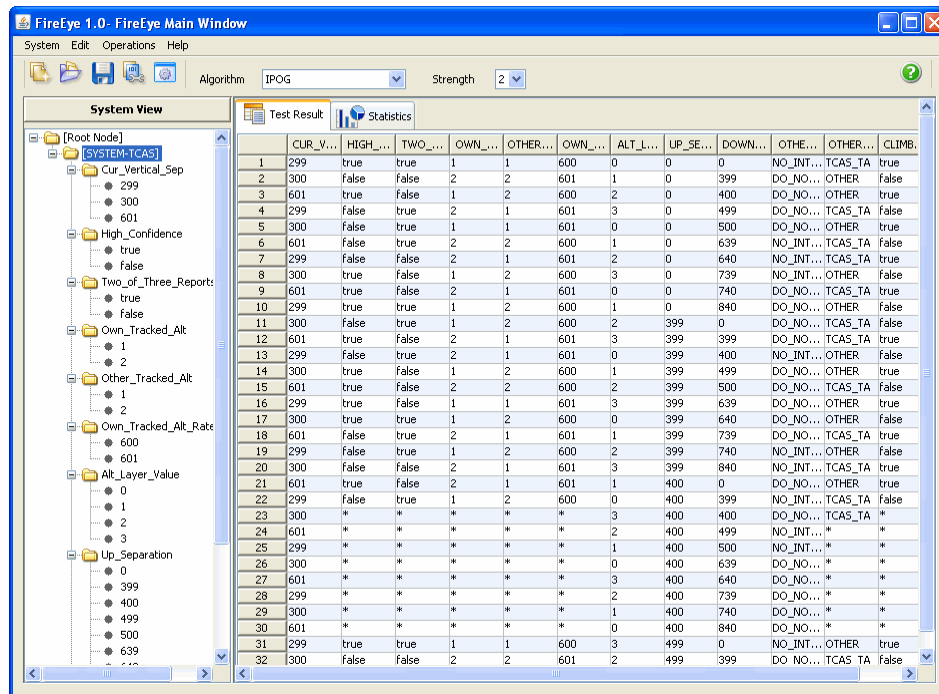 FireEye 1.0- FireEye Main Window
System Edit Operations Help
Algorithm IPOG Strength 2
System View
[Root Node]
[SYSTEM-TCAS]
Cur_Vertical_Sep
299
300
601
High_Confidence
true
false
Two_of_Three_Reports
true
false
Own_Tracked_Alt
1
2
Other_Tracked_Alt
1
2
Own_Tracked_Alt_Rate
600
601
Alt_Layer_Value
0
1
2
3
Up_Separation
0
399
400
499
500
639
Test Result Statistics
CUR_V... HIGH_... TWO_... OWN_... OTHER... OWN_... ALT_L... UP_SE... DOWN... OTHE... OTHER... CLIMB.
1 299 true true 1 1 600 0 0 0 NO_INT... TCAS_TA true
2 300 false false 2 2 601 1 0 399 DO_NO... OTHER false
3 601 true false 1 2 600 2 0 400 DO_NO... OTHER true
4 299 false true 2 1 601 3 0 499 DO_NO... TCAS_TA false
5 300 false true 1 1 601 0 0 500 DO_NO... OTHER true
6 601 false true 2 2 600 1 0 639 NO_INT... TCAS_TA false
7 299 false false 2 1 601 2 0 640 NO_INT... TCAS_TA true
8 300 true false 1 2 600 3 0 739 NO_INT... OTHER false
9 601 true false 2 1 601 0 0 740 DO_NO... TCAS_TA true
10 299 true true 1 2 600 1 0 840 DO_NO... OTHER false
11 300 false true 1 2 600 2 399 0 DO_NO... TCAS_TA false
12 601 true false 2 1 601 3 399 399 DO_NO... TCAS_TA true
13 299 false true 2 1 601 0 399 400 NO_INT... OTHER false
14 300 true false 1 2 600 1 399 499 DO_NO... OTHER true
15 601 true false 2 2 600 2 399 500 DO_NO... TCAS_TA false
16 299 true false 1 1 601 3 399 639 DO_NO... OTHER true
17 300 true false 1 2 600 0 399 640 DO_NO... OTHER false
18 601 false true 2 1 601 1 399 739 DO_NO... TCAS_TA true
19 299 false true 1 2 600 2 399 740 NO_INT... OTHER false
20 300 false false 2 1 601 3 399 840 NO_INT... TCAS_TA true
21 601 true false 2 1 601 1 400 0 DO_NO... OTHER true
22 299 false true 1 2 600 0 400 399 NO_INT... TCAS_TA false
23 300 * * * * * 3 400 400 DO_NO... TCAS_TA *
24 601 * * * * * 2 400 499 NO_INT... * *
25 299 * * * * * 1 400 500 NO_INT... * *
26 300 * * * * * 0 400 639 DO_NO... * *
27 601 * * * * * 3 400 640 DO_NO... * *
28 299 * * * * * 2 400 739 DO_NO... * *
29 300 * * * * * 1 400 740 DO_NO... * *
30 601 * * * * * 0 400 840 DO_NO... * *
31 299 true true 1 1 600 3 499 0 NO_INT... OTHER true
32 300 false false 2 2 601 2 499 399 DO_NO... TCAS_TA false